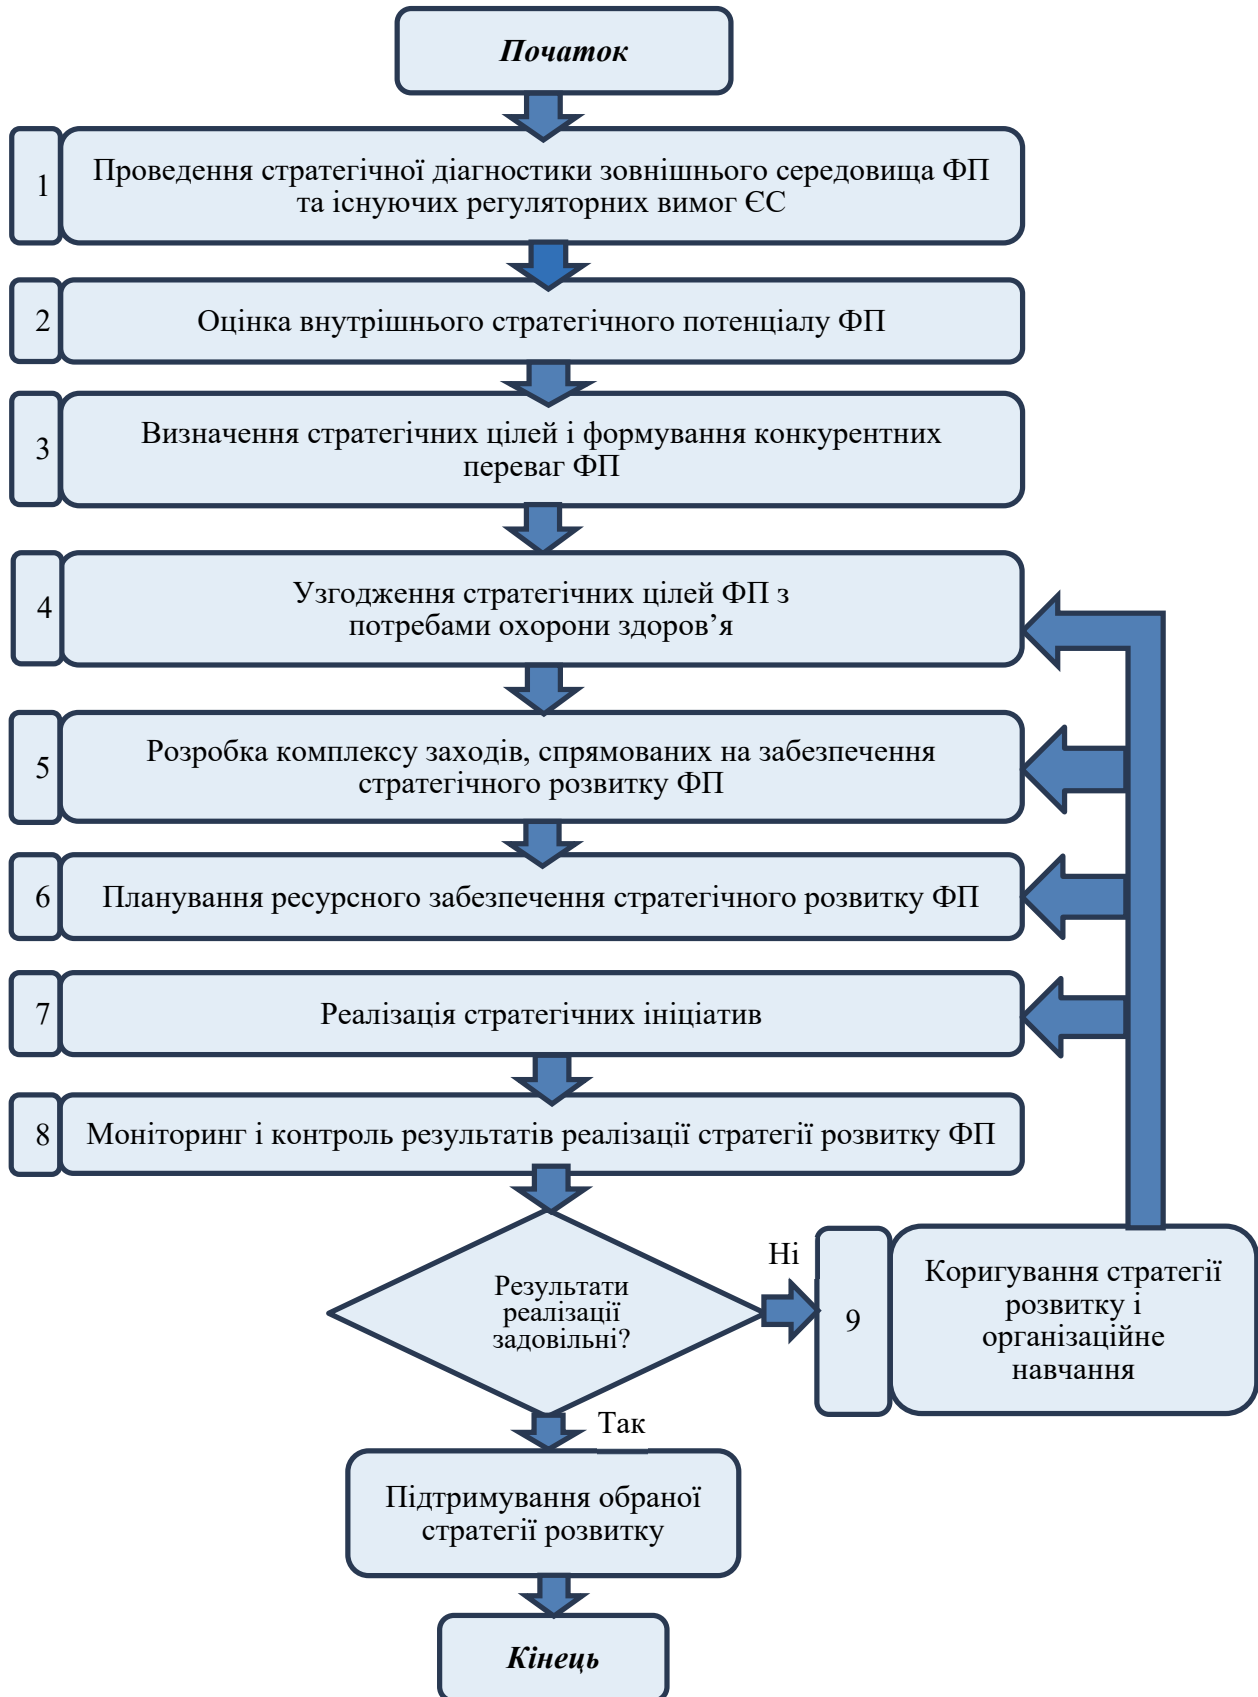 Початок
1
Проведення стратегічної діагностики зовнішнього середовища ФП
та існуючих регуляторних вимог ЄС
2
Оцінка внутрішнього стратегічного потенціалу ФП
3
Визначення стратегічних цілей і формування конкурентних
переваг ФП
4
Узгодження стратегічних цілей ФП з
потребами охорони здоров’я
5
Розробка комплексу заходів, спрямованих на забезпечення
стратегічного розвитку ФП
6
Планування ресурсного забезпечення стратегічного розвитку ФП
7
Реалізація стратегічних ініціатив
8
Моніторинг і контроль результатів реалізації стратегії розвитку ФП
Результати
реалізації
задовільні?
Ні
9
Коригування стратегії
розвитку і
організаційне
навчання
Так
Підтримування обраної
стратегії розвитку
Кінець